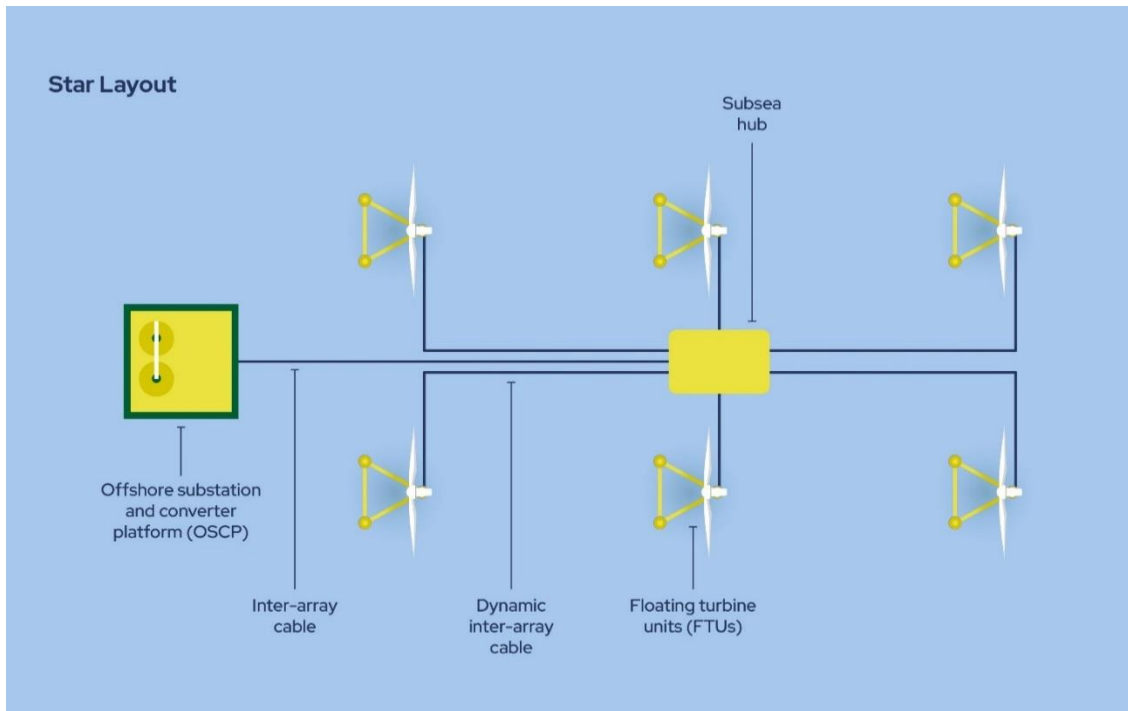 Star Layout
Subsea
hub
Offshore substation
and converter
platform (OSCP)
Inter-array
cable
Dynamic
inter-array
cable
Floating turbine
units (FTUs)